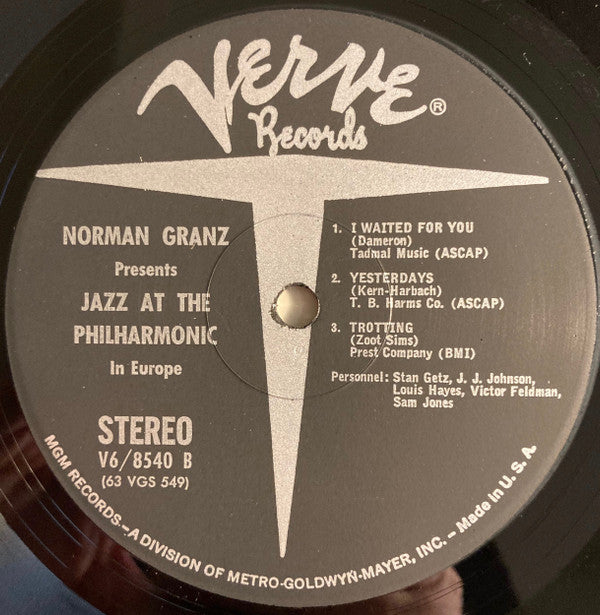 Verve®
Records
NORMAN GRANZ
Presents
JAZZ AT THE
PHILHARMONIC
In Europe
STEREO
V6/8540 B
(63 VGS 549)
1. I WAITED FOR YOU
(Dameron)
Tadmal Music (ASCAP)
2. YESTERDAYS
(Kern-Harbach)
T. B. Harms Co. (ASCAP)
3. TROTTING
(Zoot Sims)
Prest Company (BMI)
Personnel: Stan Getz, J. J. Johnson,
Louis Hayes, Victor Feldman,
Sam Jones
MGM RECORDS—A DIVISION OF METRO-GOLDWYN-MAYER, INC. – Made in U. S. A.